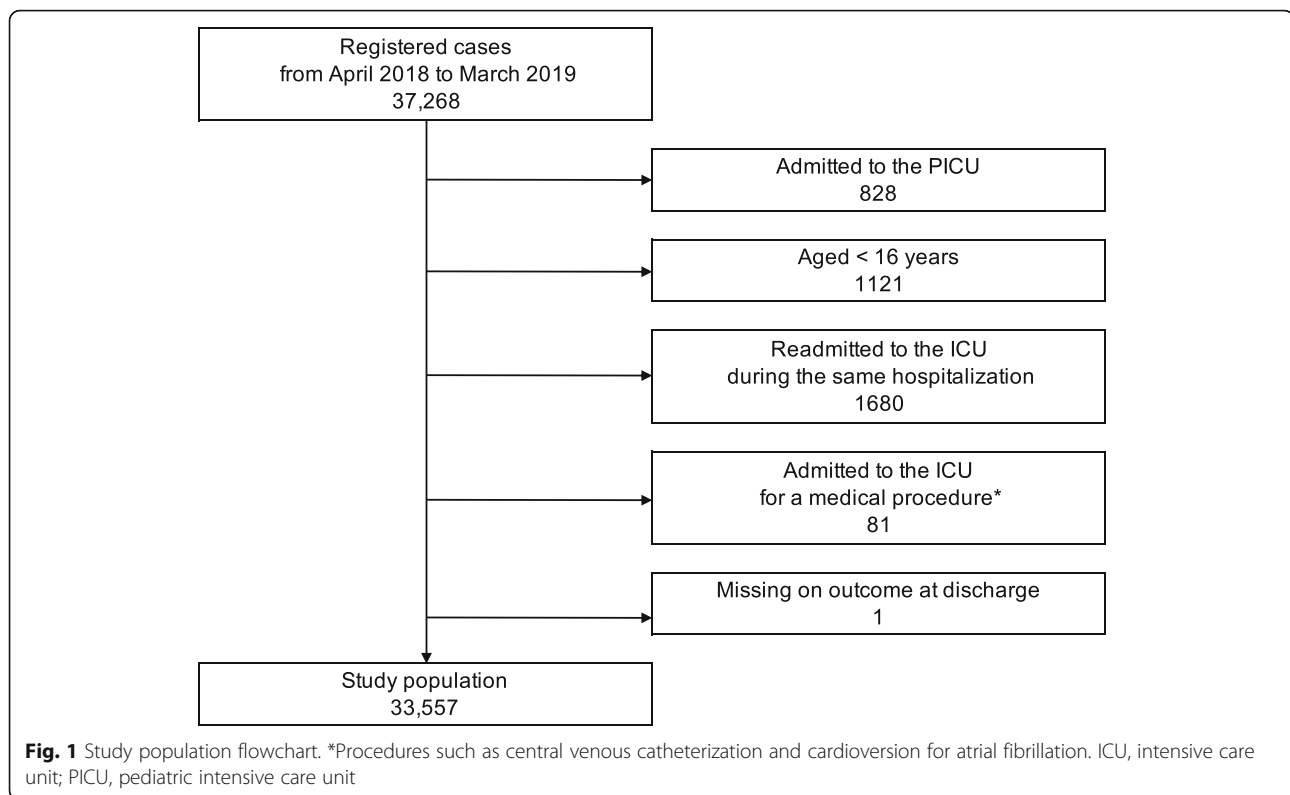 Registered cases
from April 2018 to March 2019
37,268
Admitted to the PICU
828
Aged < 16 years
1121
Readmitted to the ICU
during the same hospitalization
1680
Admitted to the ICU
for a medical procedure*
81
Missing on outcome at discharge
1
Study population
33,557
Fig. 1 Study population flowchart. *Procedures such as central venous catheterization and cardioversion for atrial fibrillation. ICU, intensive care
unit; PICU, pediatric intensive care unit